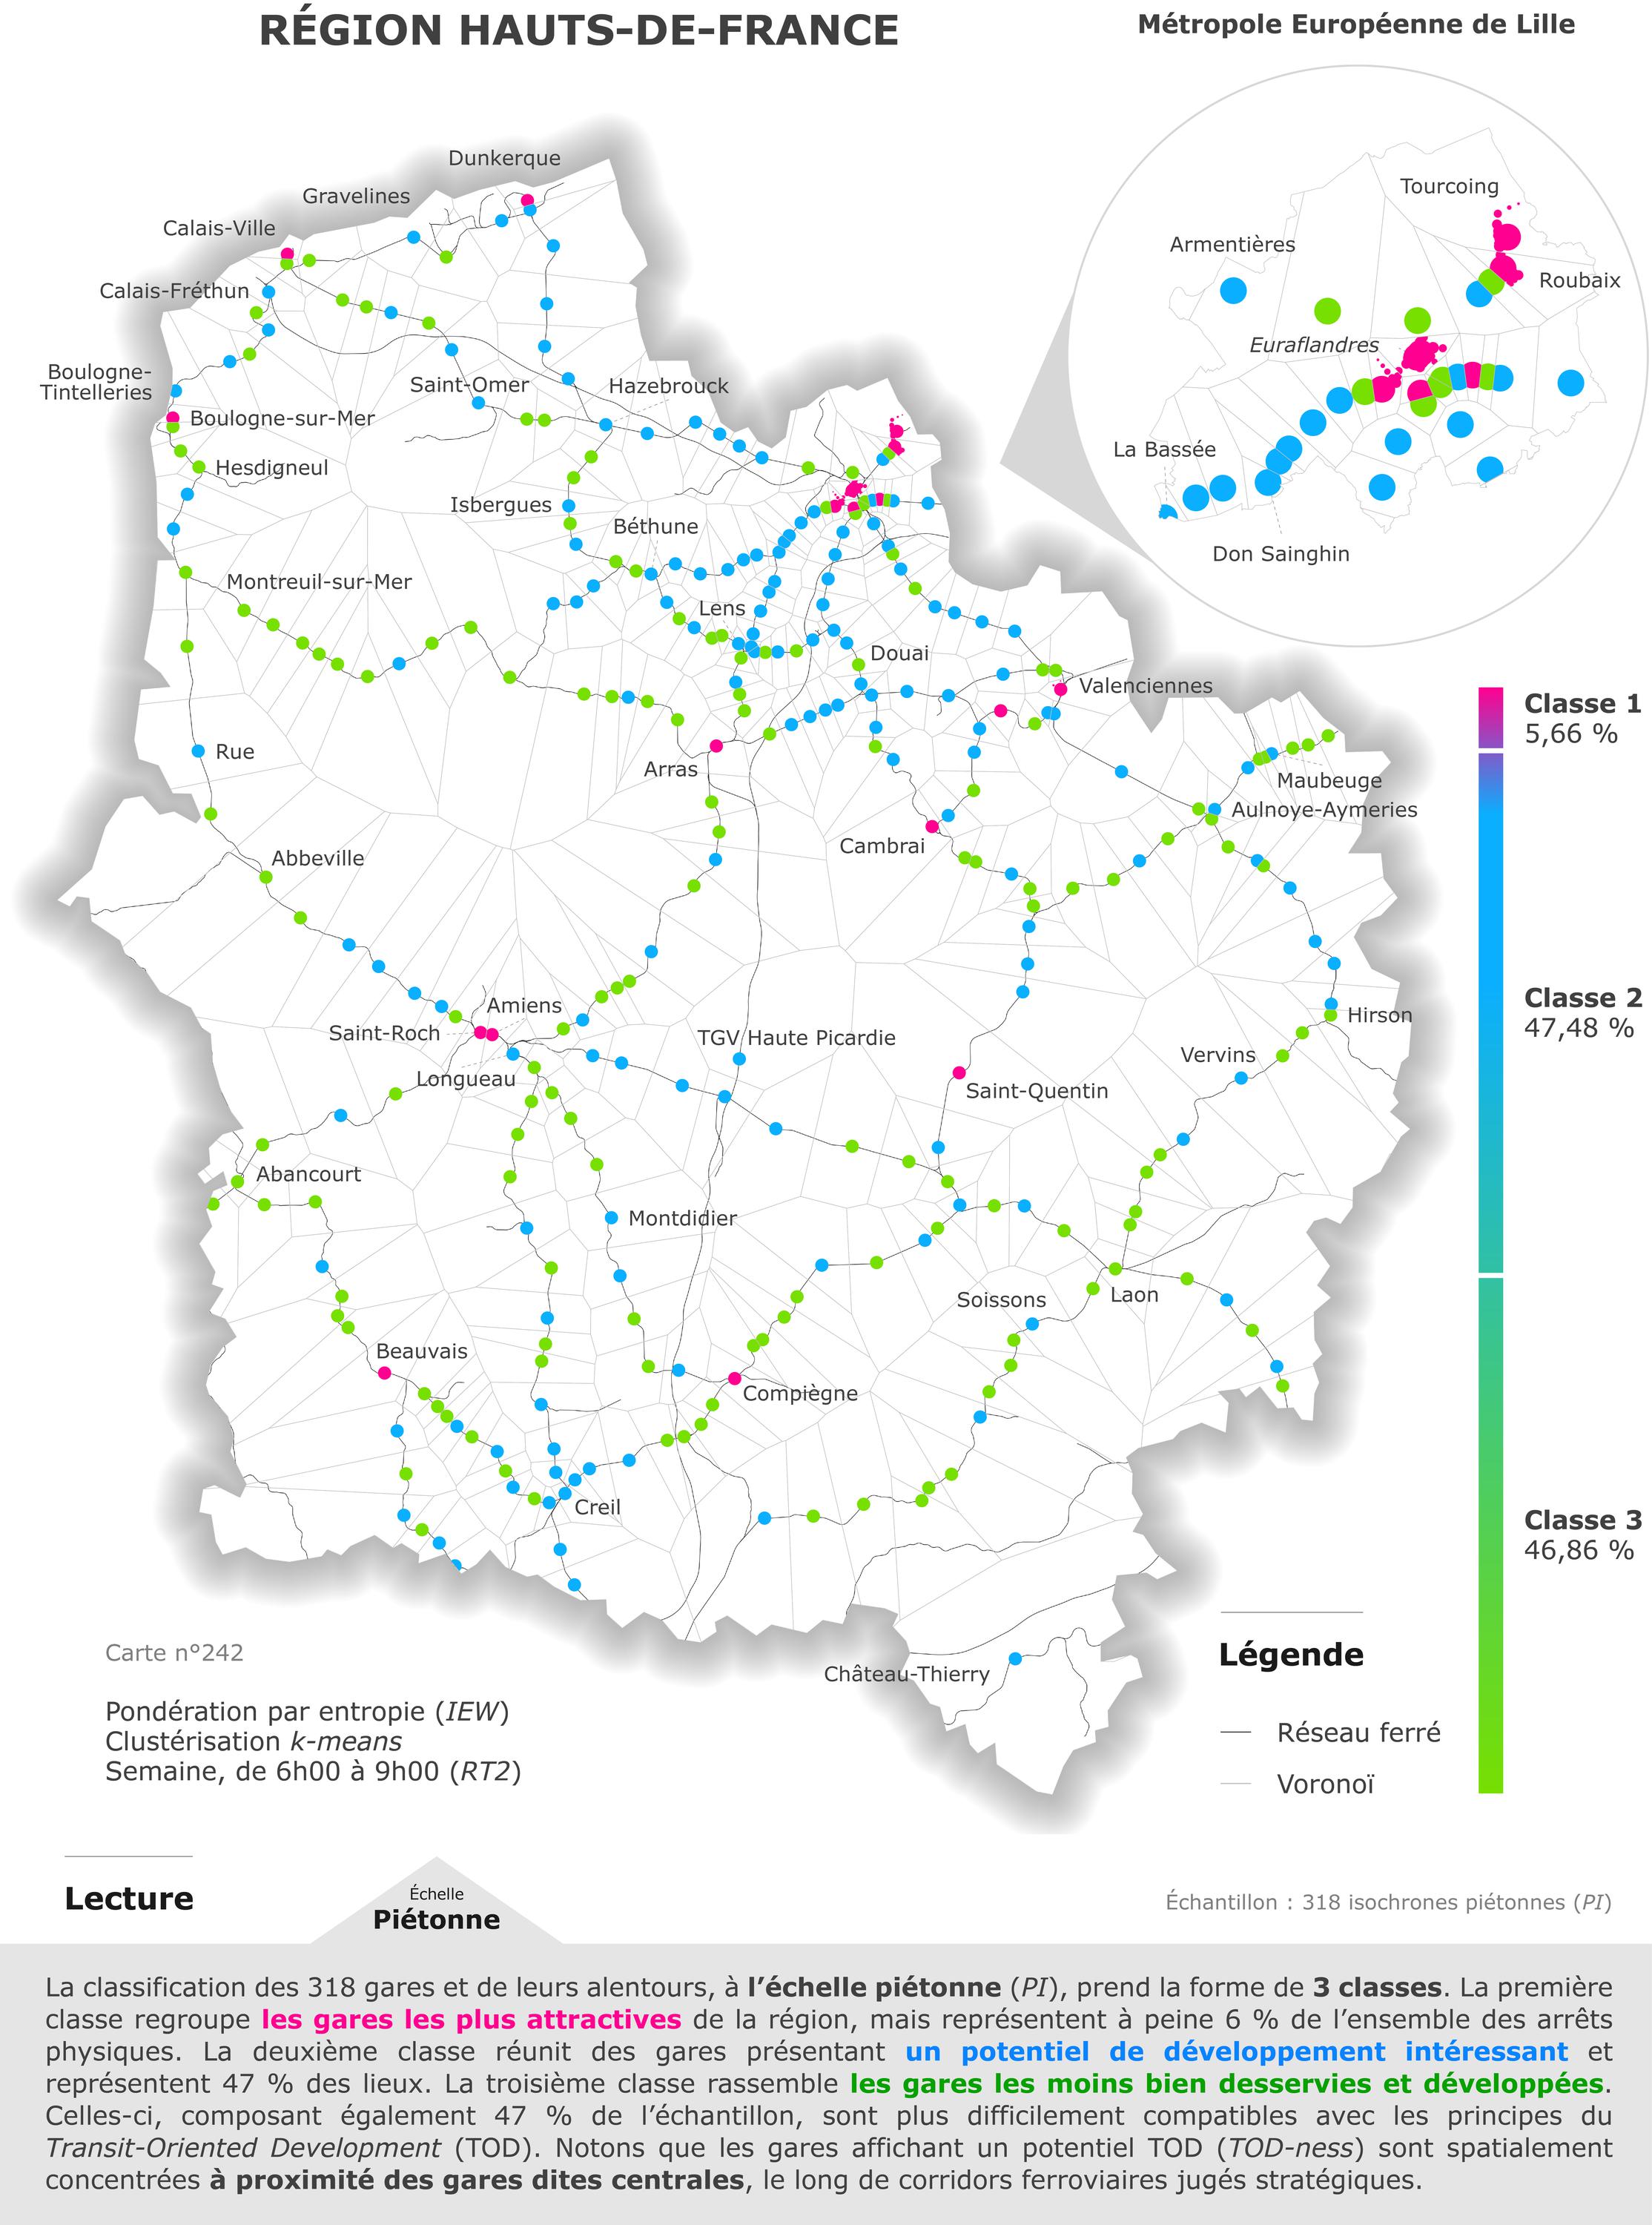 RÉGION HAUTS-DE-FRANCE
Métropole Européenne de Lille
Dunkerque
Gravelines
Calais-Ville
Calais-Fréthun
Boulogne-
Tintelleries
Boulogne-sur-Mer
Saint-Omer
Hazebrouck
Hesdigneul
Isbergues
Béthune
Montreuil-sur-Mer
Lens
Douai
Valenciennes
Rue
Arras
Maubeuge
Aulnoye-Aymeries
Cambrai
Abbeville
Amiens
Saint-Roch
Longueau
TGV Haute Picardie
Hirson
Vervins
Saint-Quentin
Abancourt
Montdidier
Soissons
Laon
Beauvais
Compiègne
Creil
Château-Thierry
Tourcoing
Armentières
Roubaix
Euraflandres
La Bassée
Don Sainghin
Classe 1
5,66 %
Classe 2
47,48 %
Classe 3
46,86 %
Carte n°242
Pondération par entropie (IEW)
Clustérisation k-means
Semaine, de 6h00 à 9h00 (RT2)
Légende
Réseau ferré
Voronoï
Lecture
Échelle
Piétonne
Échantillon : 318 isochrones piétonnes (PI)
La classification des 318 gares et de leurs alentours, à l’échelle piétonne (PI), prend la forme de 3 classes. La première
classe regroupe les gares les plus attractives de la région, mais représentent à peine 6 % de l’ensemble des arrêts
physiques. La deuxième classe réunit des gares présentant un potentiel de développement intéressant et
représentent 47 % des lieux. La troisième classe rassemble les gares les moins bien desservies et développées.
Celles-ci, composant également 47 % de l’échantillon, sont plus difficilement compatibles avec les principes du
Transit-Oriented Development (TOD). Notons que les gares affichant un potentiel TOD (TOD-ness) sont spatialement
concentrées à proximité des gares dites centrales, le long de corridors ferroviaires jugés stratégiques.